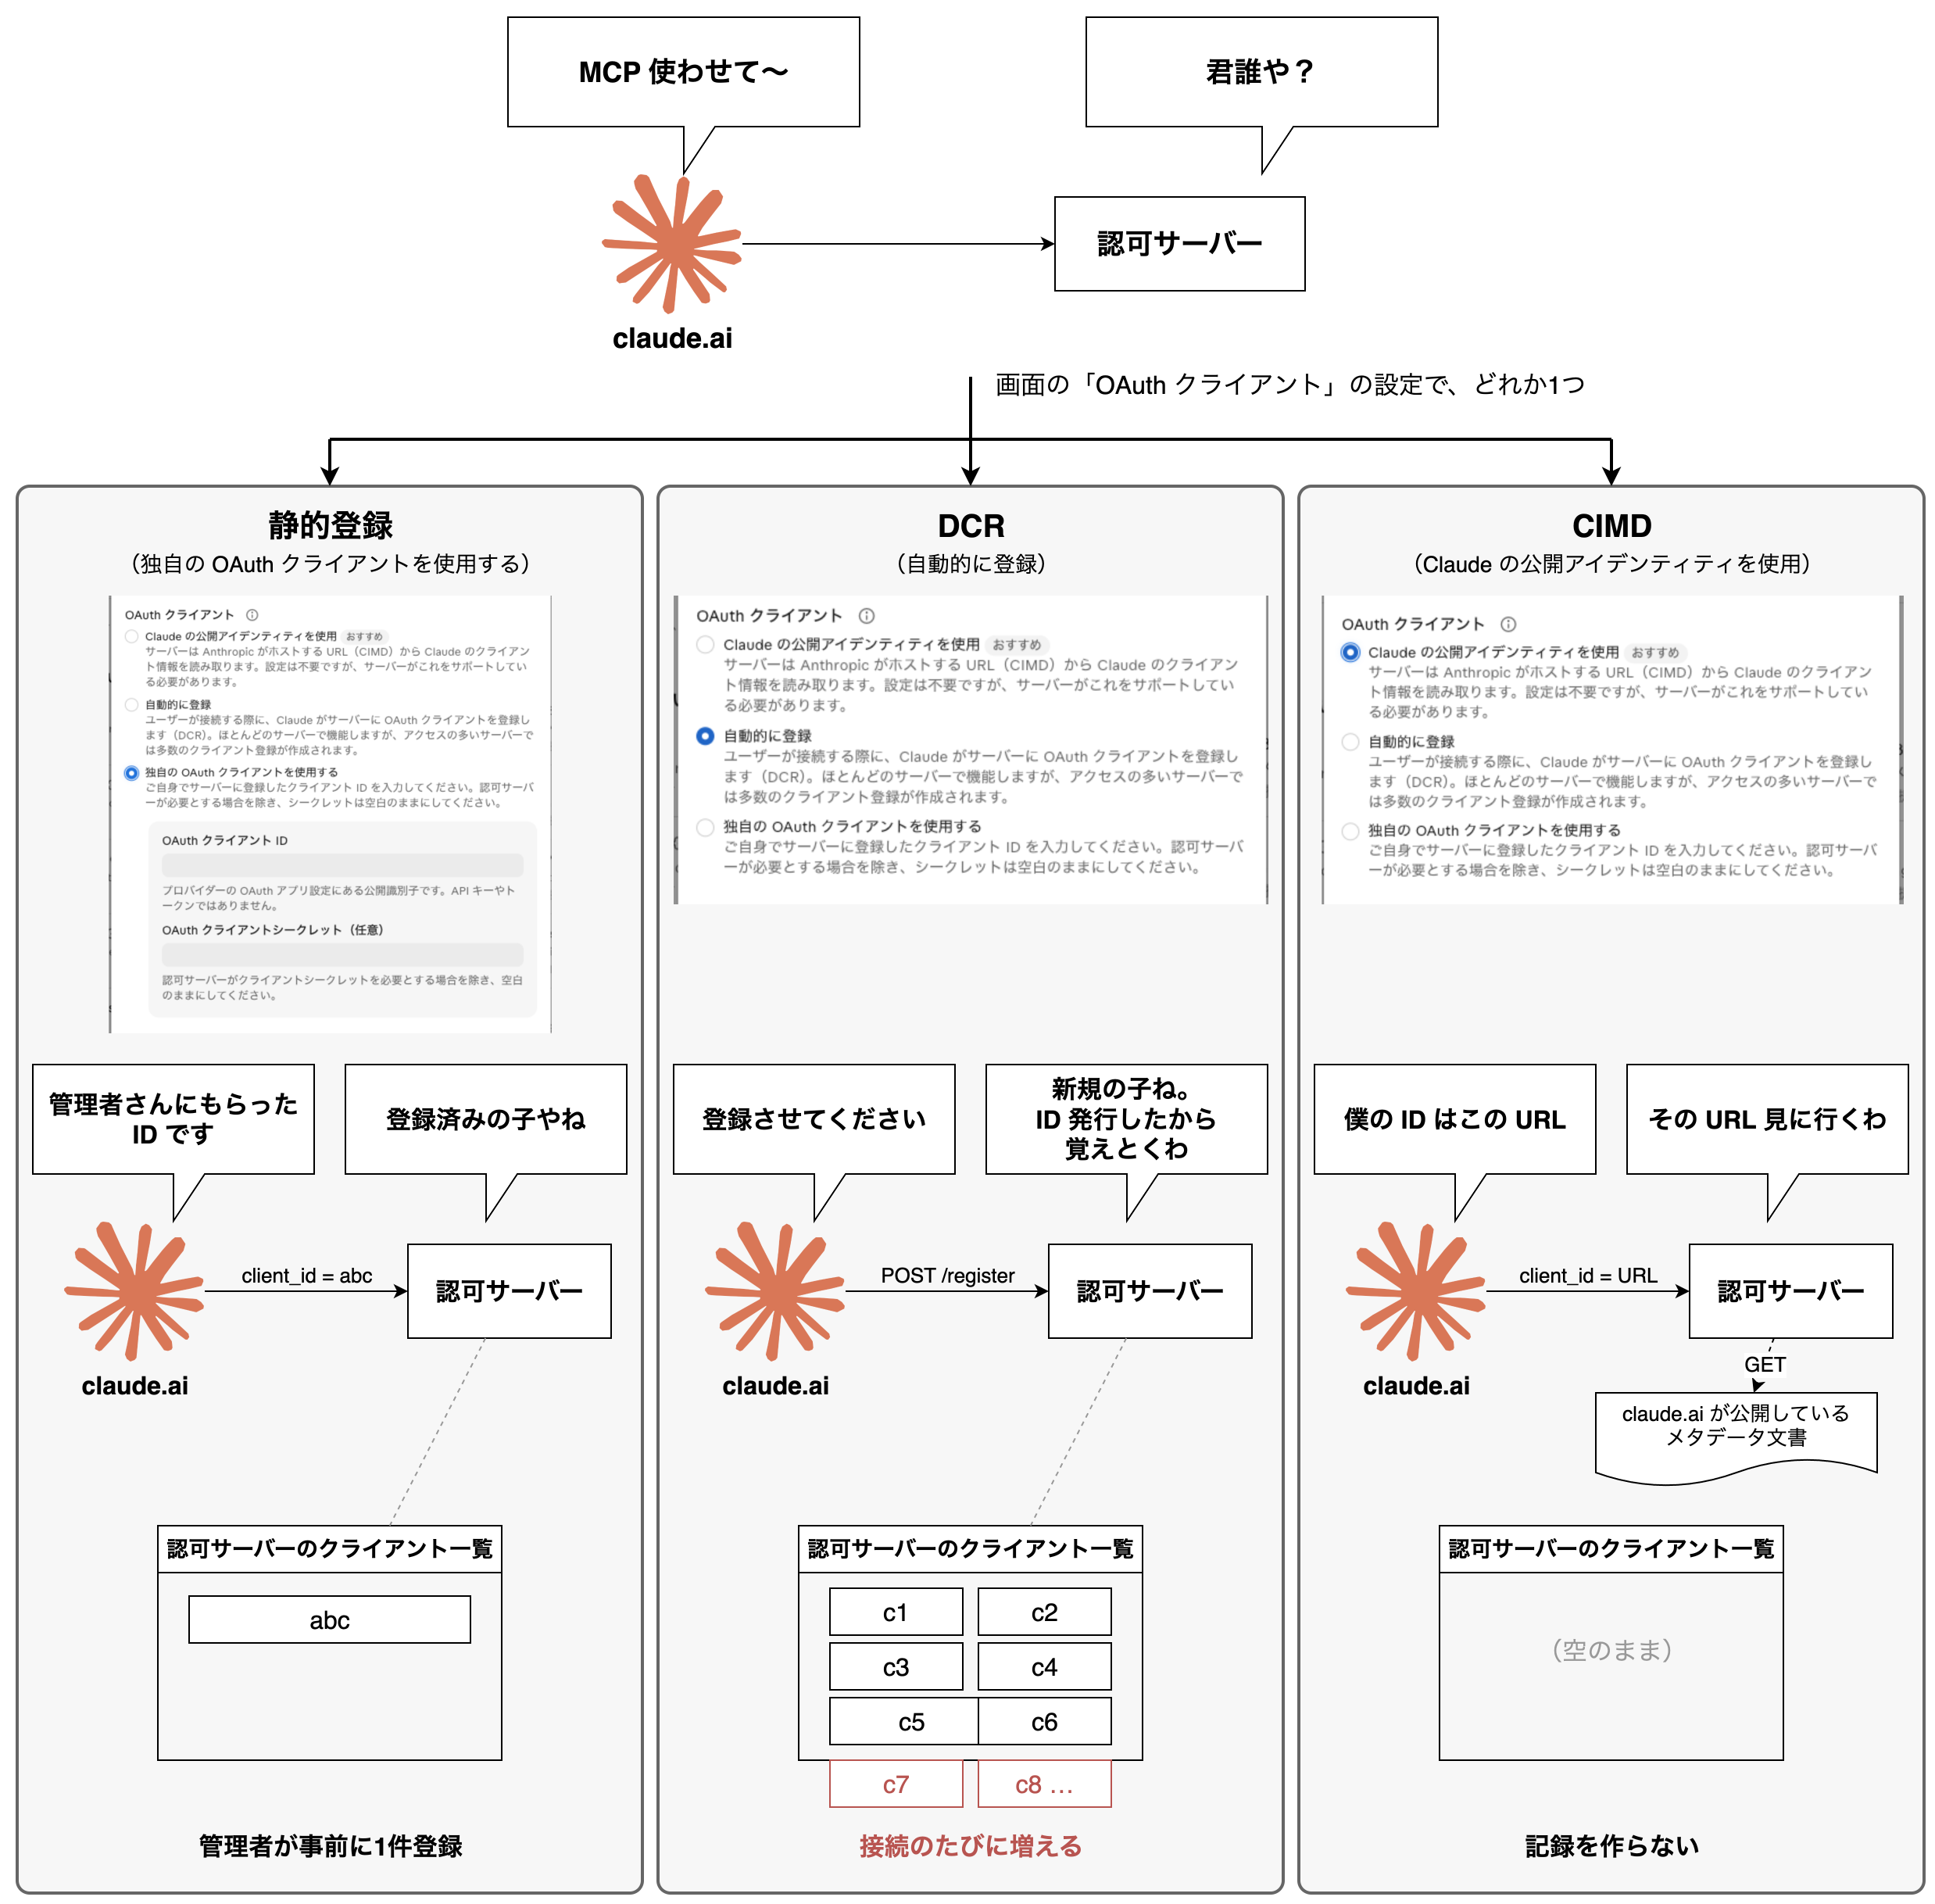 MCP 使わせて〜
君誰や？
認可サーバー
claude.ai
画面の「OAuth クライアント」の設定で、どれか1つ
静的登録
（独自の OAuth クライアントを使用する）
OAuth クライアント
Claude の公開アイデンティティを使用 おすすめ
サーバーは Anthropic がホストする URL（CIMD）から Claude のクライアン
ト情報を読み取ります。設定は不要ですが、サーバーがこれをサポートしてい
る必要があります。
自動的に登録
ユーザーが接続する際に、Claude がサーバーに OAuth クライアントを登録し
ます（DCR）。ほとんどのサーバーで機能しますが、アクセスの多いサーバーで
は多数のクライアント登録が作成されます。
独自の OAuth クライアントを使用する
ご自身でサーバーに登録したクライアント ID を入力してください。認可サーバ
ーが必要とする場合を除き、シークレットは空白のままにしてください。
OAuth クライアント ID
プロバイダーの OAuth アプリ設定にある公開識別子です。API キーやト
ークンではありません。
OAuth クライアントシークレット（任意）
認可サーバーがクライアントシークレットを必要とする場合を除き、空白
のままにしてください。
管理者さんにもらった
ID です
登録済みの子やね
client_id = abc
認可サーバー
claude.ai
認可サーバーのクライアント一覧
abc
管理者が事前に1件登録
DCR
（自動的に登録）
OAuth クライアント
Claude の公開アイデンティティを使用 おすすめ
サーバーは Anthropic がホストする URL（CIMD）から Claude のクライアン
ト情報を読み取ります。設定は不要ですが、サーバーがこれをサポートしてい
る必要があります。
自動的に登録
ユーザーが接続する際に、Claude がサーバーに OAuth クライアントを登録し
ます（DCR）。ほとんどのサーバーで機能しますが、アクセスの多いサーバーで
は多数のクライアント登録が作成されます。
独自の OAuth クライアントを使用する
ご自身でサーバーに登録したクライアント ID を入力してください。認可サーバ
ーが必要とする場合を除き、シークレットは空白のままにしてください。
登録させてください
新規の子ね。
ID 発行したから
覚えとくわ
POST /register
認可サーバー
claude.ai
認可サーバーのクライアント一覧
c1 c2
c3 c4
c5 c6
c7 c8 …
接続のたびに増える
CIMD
（Claude の公開アイデンティティを使用）
OAuth クライアント
Claude の公開アイデンティティを使用 おすすめ
サーバーは Anthropic がホストする URL（CIMD）から Claude のクライアン
ト情報を読み取ります。設定は不要ですが、サーバーがこれをサポートしてい
る必要があります。
自動的に登録
ユーザーが接続する際に、Claude がサーバーに OAuth クライアントを登録し
ます（DCR）。ほとんどのサーバーで機能しますが、アクセスの多いサーバーで
は多数のクライアント登録が作成されます。
独自の OAuth クライアントを使用する
ご自身でサーバーに登録したクライアント ID を入力してください。認可サーバ
ーが必要とする場合を除き、シークレットは空白のままにしてください。
僕の ID はこの URL
その URL 見に行くわ
client_id = URL
認可サーバー
claude.ai
GET
claude.ai が公開している
メタデータ文書
認可サーバーのクライアント一覧
（空のまま）
記録を作らない